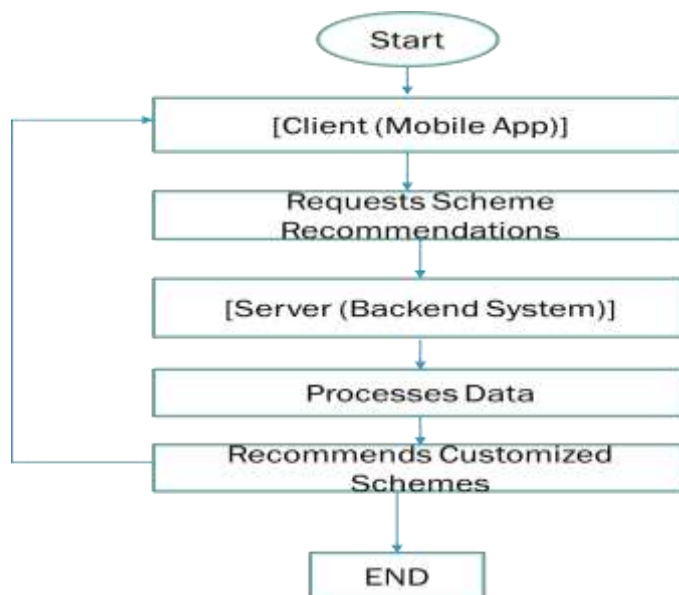 Start
[Client (Mobile App)]
Requests Scheme
Recommendations
[Server (Backend System)]
Processes Data
Recommends Customized
Schemes
END